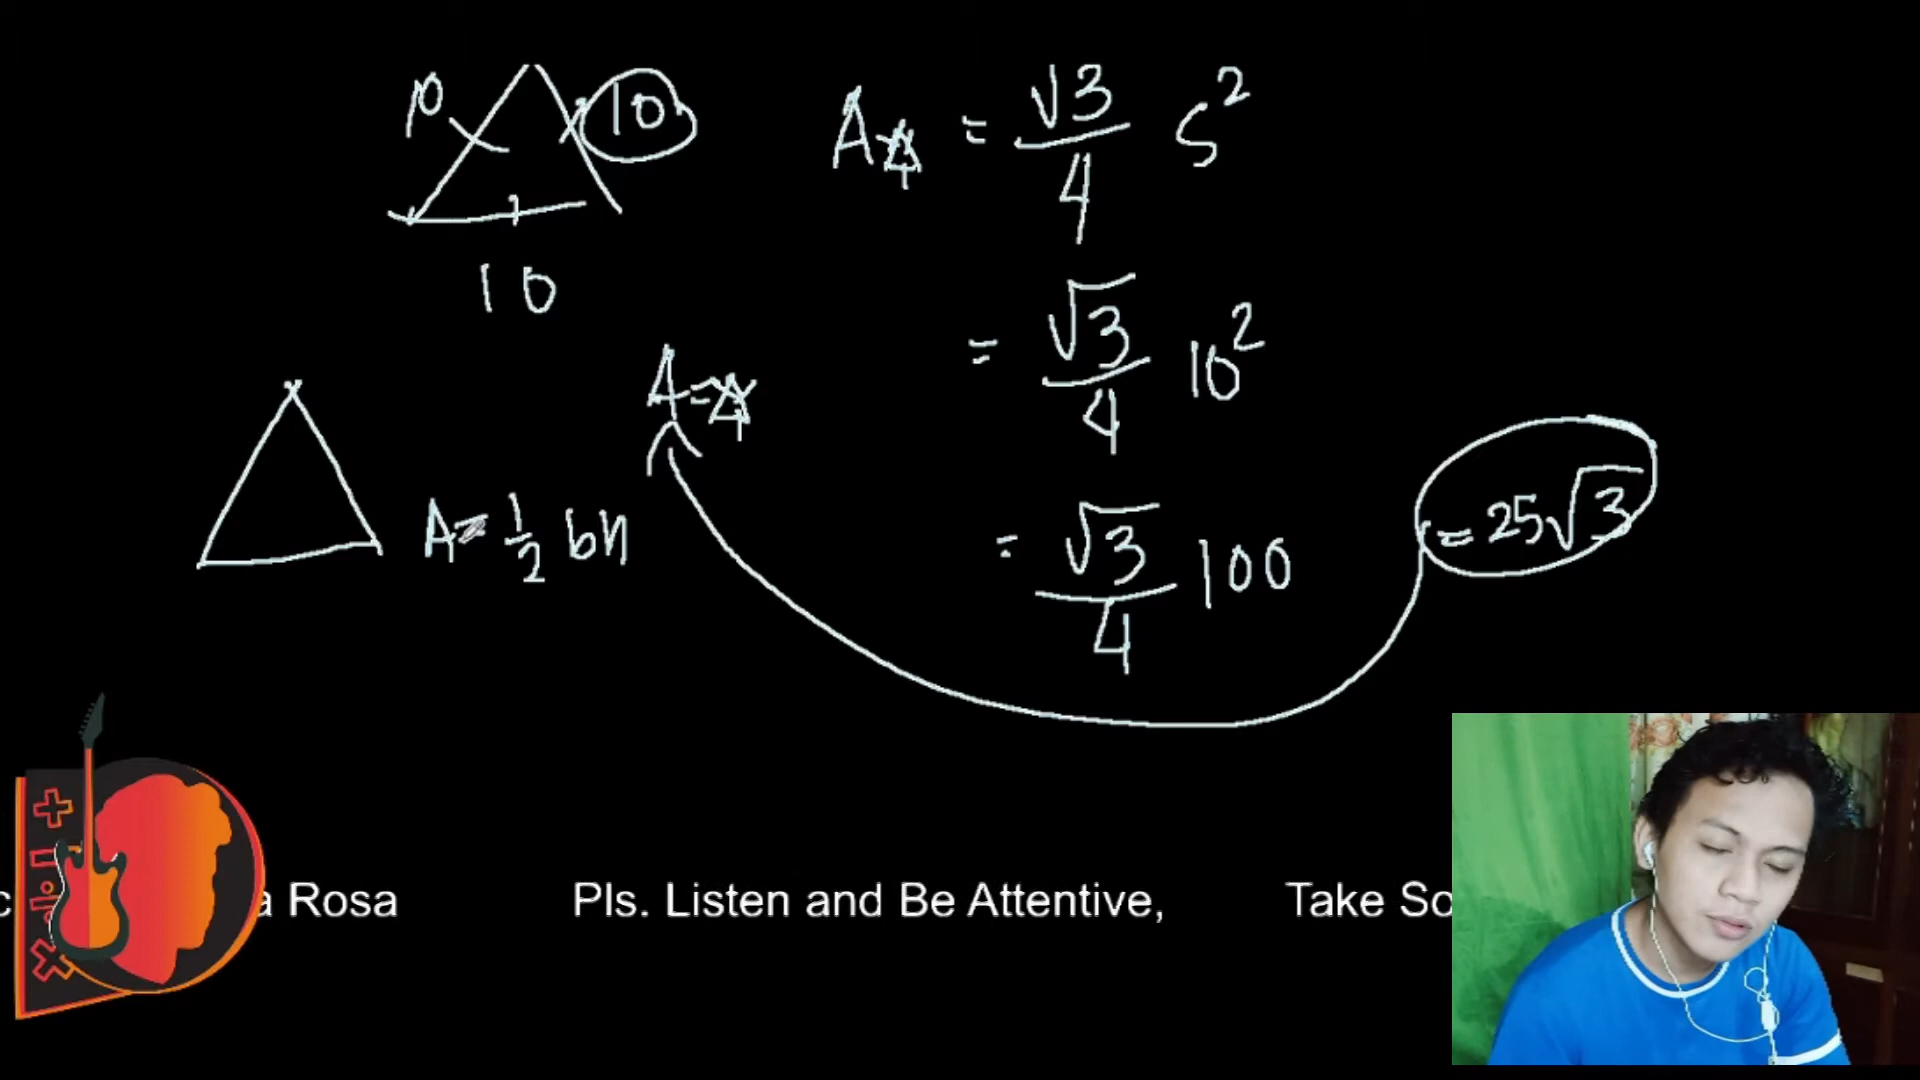 10
10
10
A△ = √3/4 S²
= √3/4 10²
A=△
A= 1/2 bh
= √3/4 100
= 25√3
a Rosa Pls. Listen and Be Attentive, Take So